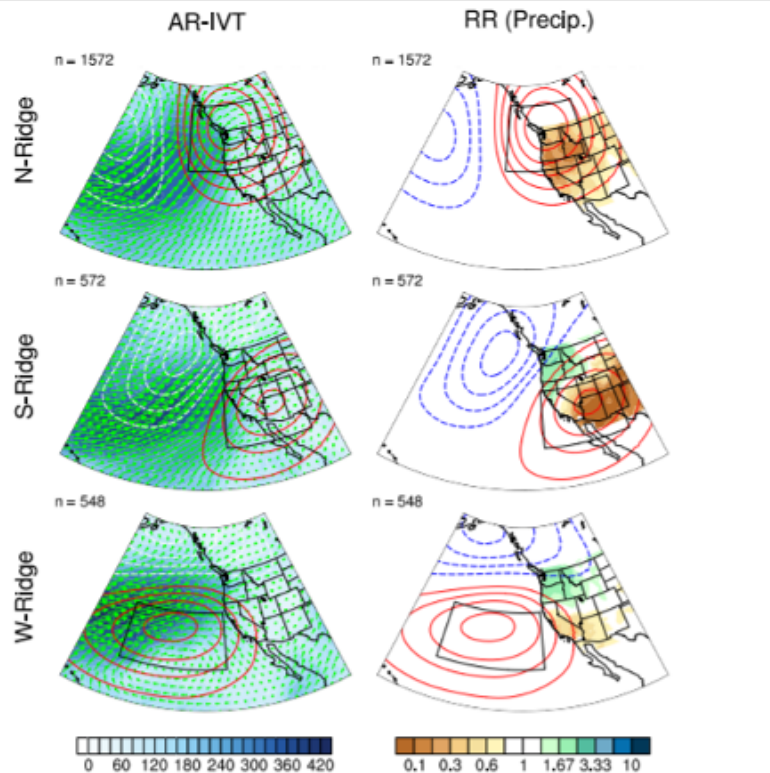 AR-IVT
RR (Precip.)
N-Ridge
n = 1572
n = 1572
S-Ridge
n = 572
n = 572
W-Ridge
n = 548
n = 548
0 60 120 180 240 300 360 420
0.1 0.3 0.6 1 1.67 3.33 10